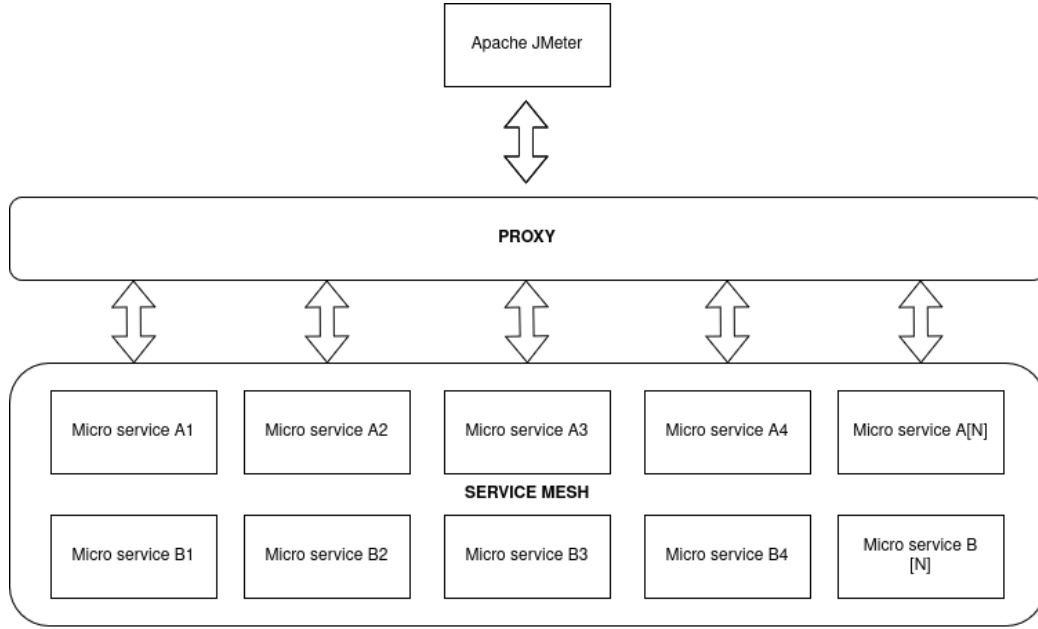 Apache JMeter
PROXY
Micro service A1
Micro service A2
Micro service A3
Micro service A4
Micro service A[N]
SERVICE MESH
Micro service B1
Micro service B2
Micro service B3
Micro service B4
Micro service B
[N]